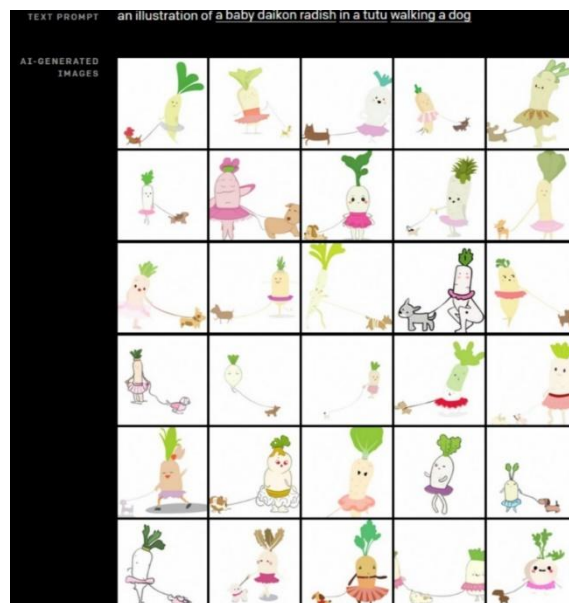 TEXT PROMPT
an illustration of a baby daikon radish in a tutu walking a dog
AI-GENERATED
IMAGES